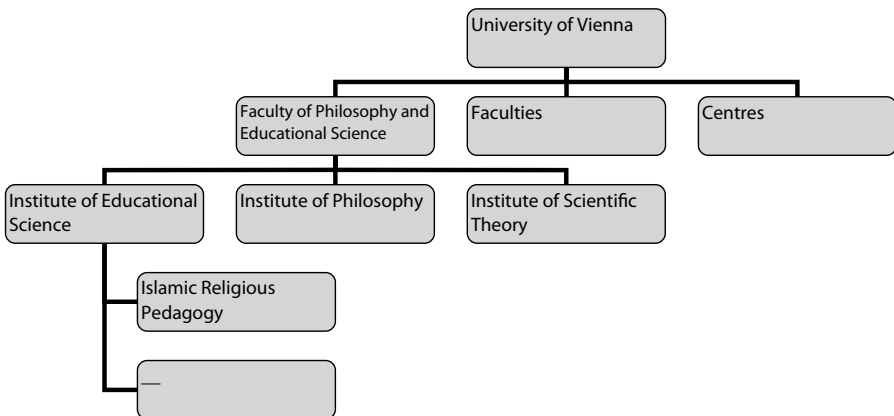 University of Vienna
Faculty of Philosophy and
Educational Science
Faculties
Centres
Institute of Educational
Science
Institute of Philosophy
Institute of Scientific
Theory
Islamic Religious
Pedagogy
—